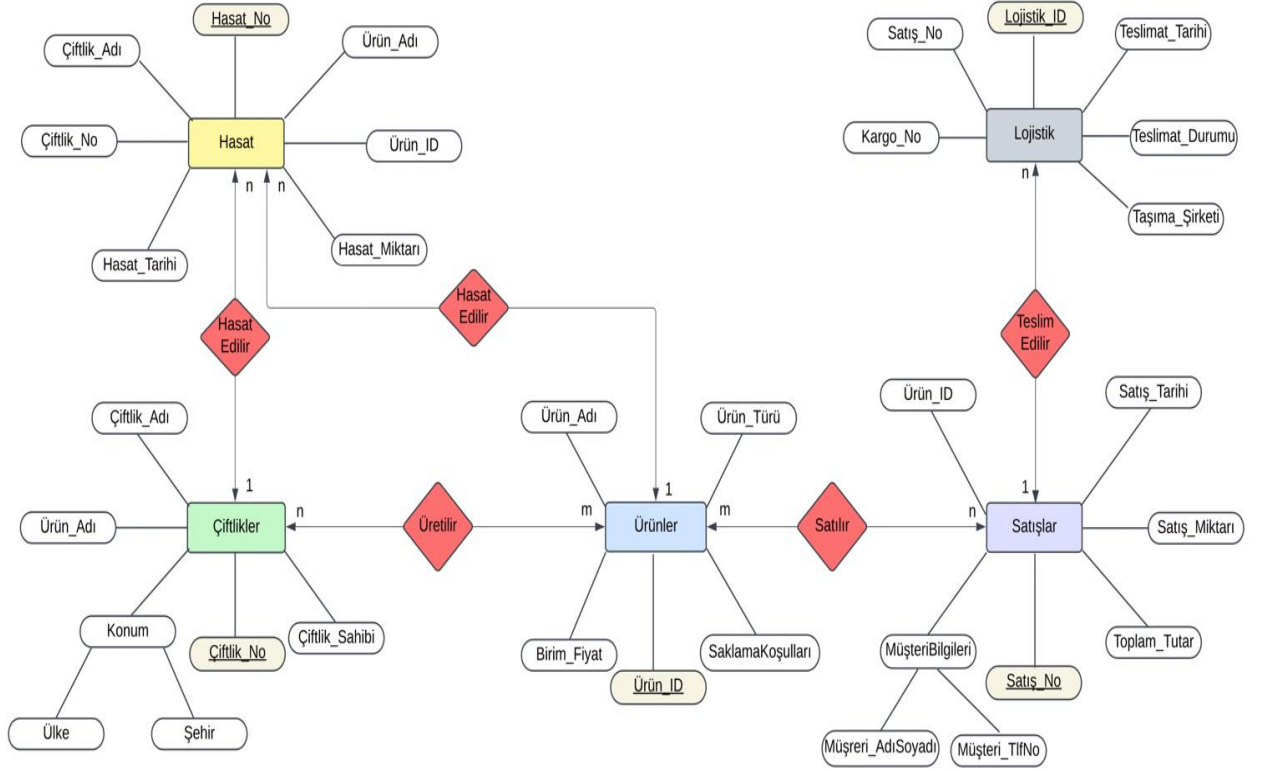 Hasat_No
Çiftlik_Adı
Ürün_Adı
Çiftlik_No
Hasat
Ürün_ID
n
n
Hasat_Tarihi
Hasat_Miktarı
Lojistik_ID
Satış_No
Teslimat_Tarihi
Kargo_No
Lojistik
Teslimat_Durumu
n
Taşıma_Şirketi
Hasat
Edilir
Hasat
Edilir
Teslim
Edilir
Çiftlik_Adı
1
Ürün_Adı
Çiftlikler
n
Üretilir
m
Konum
Çiftlik_No
Çiftlik_Sahibi
Ülke
Şehir
Ürün_Adı
Ürün_Türü
1
Ürünler
m
Satılır
n
Birim_Fiyat
Ürün_ID
SaklamaKoşulları
Ürün_ID
Satış_Tarihi
1
Satışlar
Satış_Miktarı
MüşteriBilgileri
Satış_No
Toplam_Tutar
Müşreri_AdıSoyadı
Müşteri_TlfNo